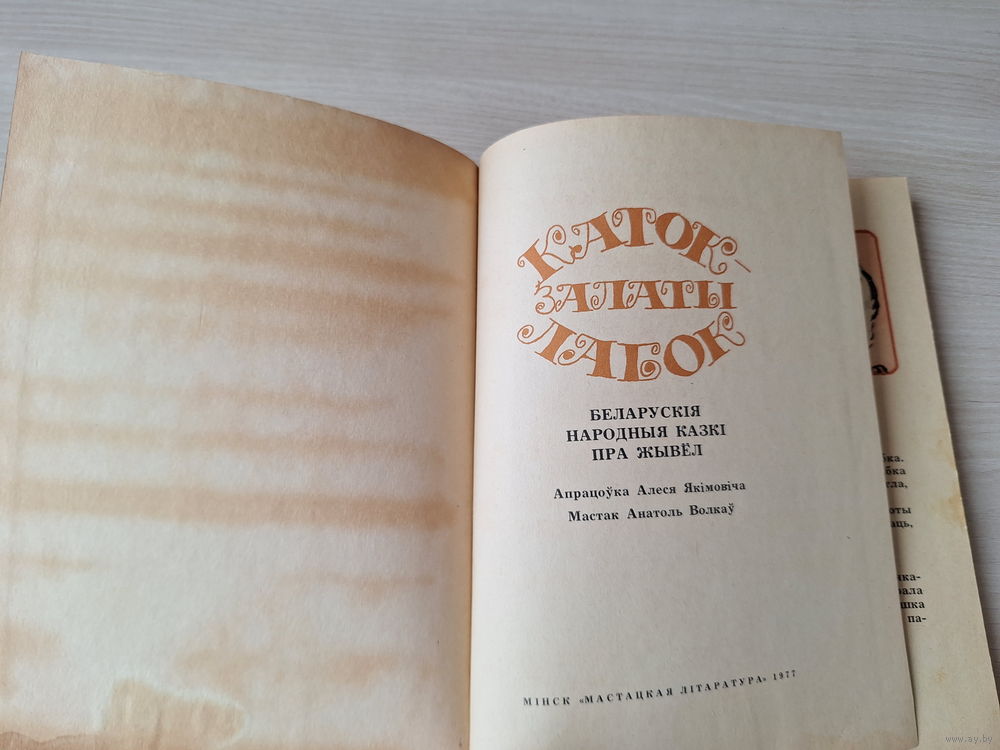 КАТОК-
ЗАЛАТЫ
ЛАБОК
БЕЛАРУСКІЯ
НАРОДНЫЯ КАЗКІ
ПРА ЖЫВЁЛ
Апрацоўка Алеся Якімовіча
Мастак Анатоль Волкаў
МІНСК «МАСТАЦКАЯ ЛІТАРАТУРА» 1977
www.ay.by